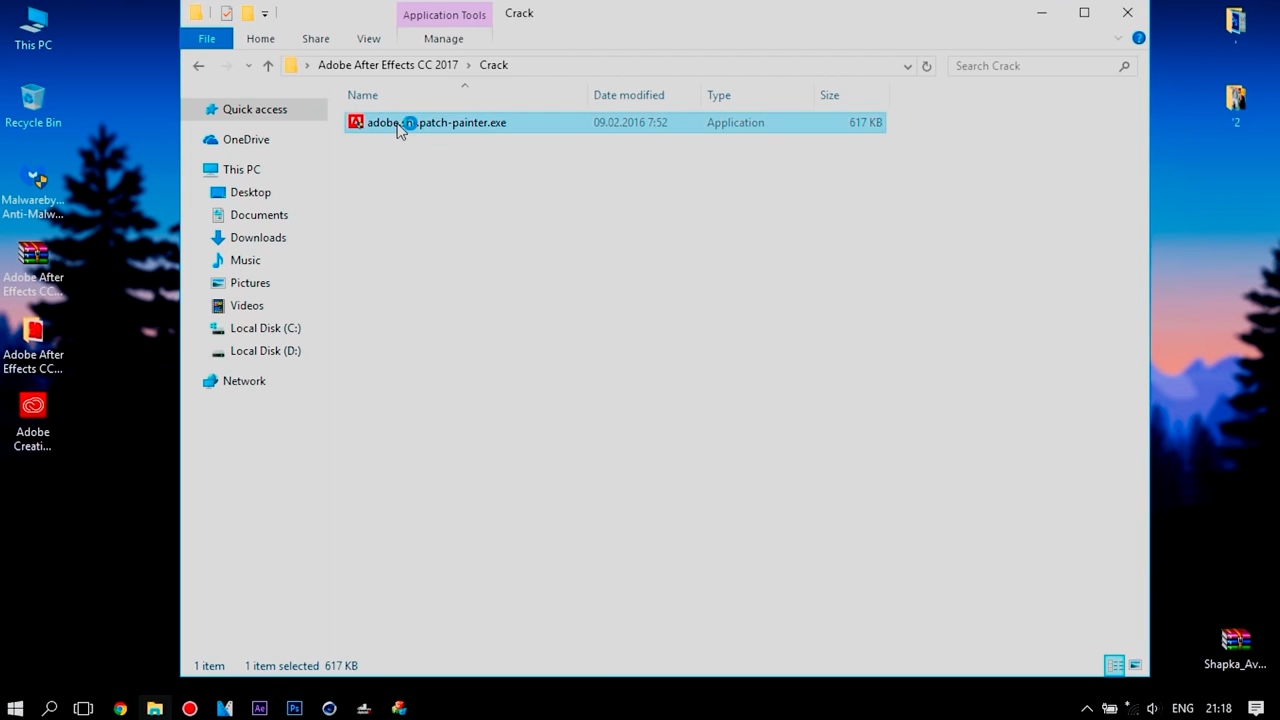 This PC
Recycle Bin
Malwareby...
Anti-Malw...
Adobe After
Effects CC...
Adobe After
Effects CC...
Adobe
Creati...
Application Tools
Crack
File
Home
Share
View
Manage
Adobe After Effects CC 2017 > Crack
Search Crack
Quick access
OneDrive
This PC
Desktop
Documents
Downloads
Music
Pictures
Videos
Local Disk (C:)
Local Disk (D:)
Network
Name
Date modified
Type
Size
patch-painter.exe
09.02.2016 7:52
Application
617 KB
1 item
1 item selected 617 KB
'
'2
Shapka_Av...
Ae
Ps
ENG
21:18